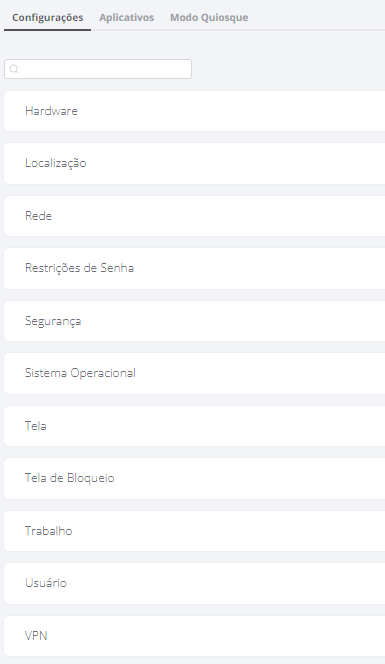 Configurações Aplicativos Modo Quiosque
Hardware
Localização
Rede
Restrições de Senha
Segurança
Sistema Operacional
Tela
Tela de Bloqueio
Trabalho
Usuário
VPN